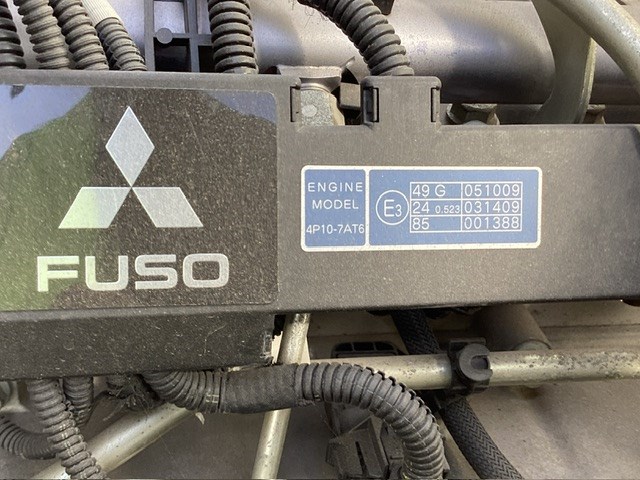 FUSO
ENGINE
MODEL
4P10-7AT6
E3
49 G 051009
24 0.523 031409
85 001388